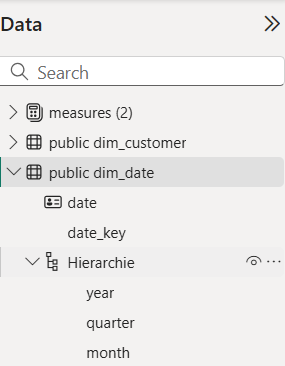 Data
Search
measures (2)
public dim_customer
public dim_date
date
date_key
Hierarchie
year
quarter
month